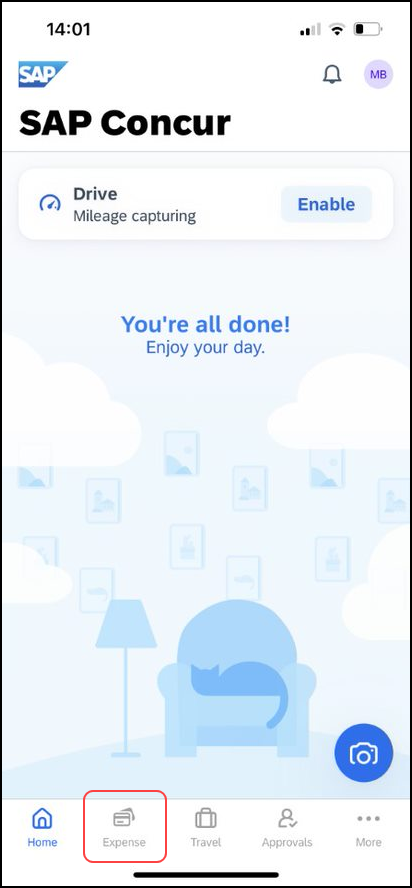 14:01
SAP
MB
SAP Concur
Drive
Mileage capturing
Enable
You're all done!
Enjoy your day.
Home
Expense
Travel
Approvals
More